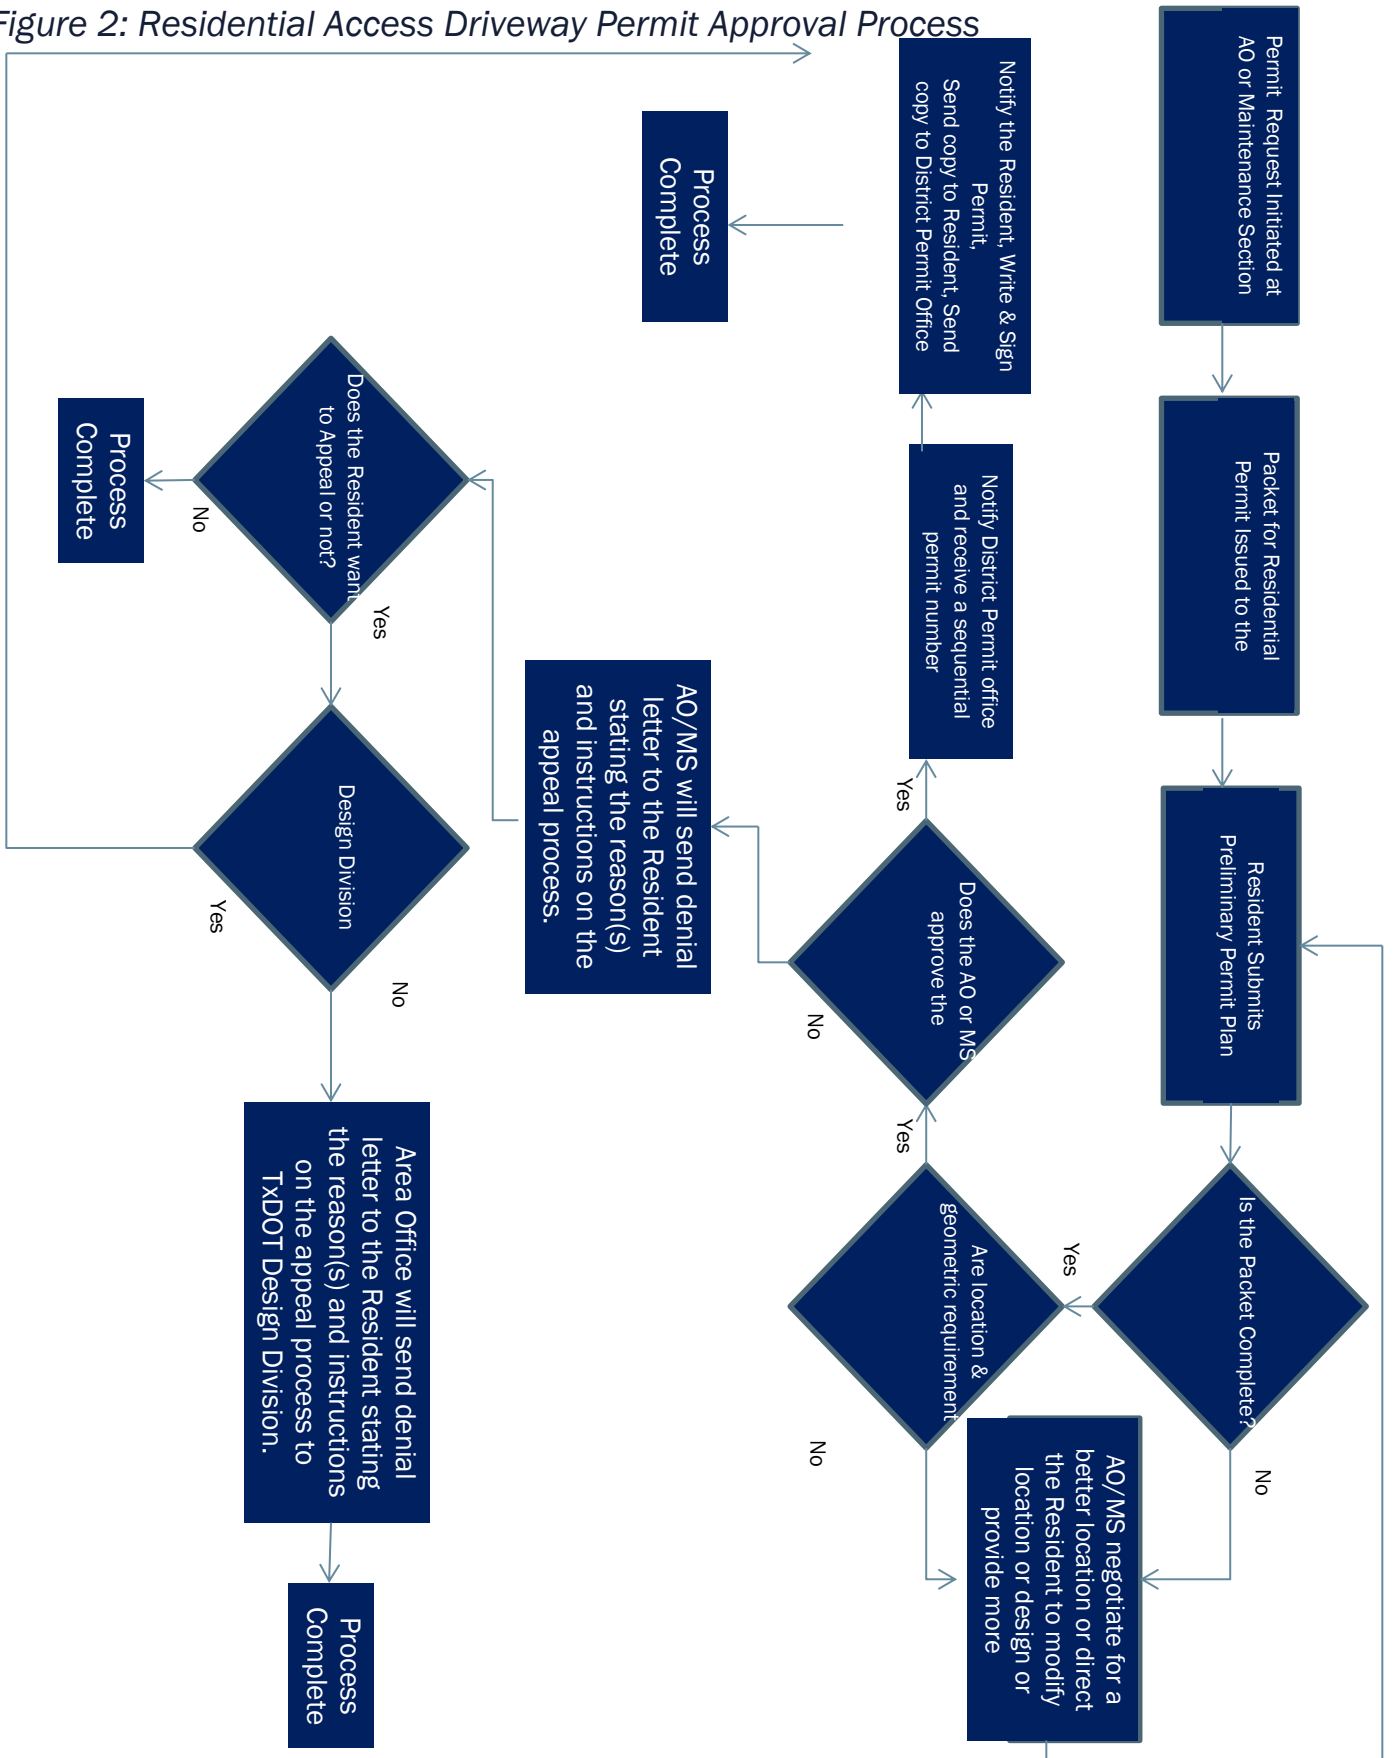 Figure 2: Residential Access Driveway Permit Approval Process
Permit Request Initiated at
AO or Maintenance Section
Packet for Residential
Permit Issued to the
Resident Submits
Preliminary Permit Plan
Is the Packet Complete?
No
Yes
AO/MS negotiate for a
better location or direct
the Resident to modify
location or design or
provide more
Are location &
geometric requirement
No
Yes
Does the AO or MS
approve the
No
Yes
Notify District Permit office
and receive a sequential
permit number
Notify the Resident, Write & Sign
Permit,
Send copy to Resident, Send
copy to District Permit Office
Process
Complete
AO/MS will send denial
letter to the Resident
stating the reason(s)
and instructions on the
appeal process.
Does the Resident want
to Appeal or not?
No
Yes
Process
Complete
Design Division
Yes
No
Area Office will send denial
letter to the Resident stating
the reason(s) and instructions
on the appeal process to
TxDOT Design Division.
Process
Complete